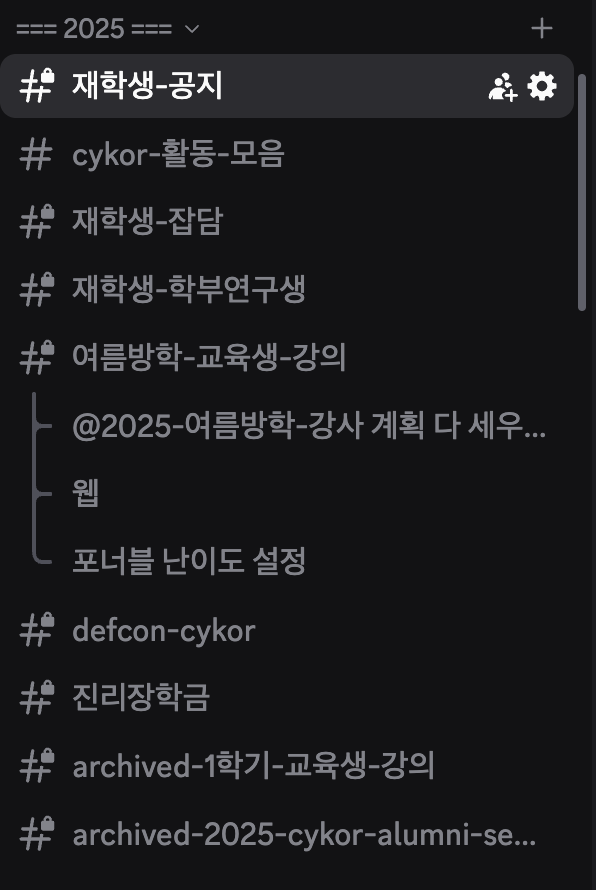 === 2025 ===
재학생-공지
cykor-활동-모음
재학생-잡담
재학생-학부연구생
여름방학-교육생-강의
@2025-여름방학-강사 계획 다 세우...
웹
포너블 난이도 설정
defcon-cykor
진리장학금
archived-1학기-교육생-강의
archived-2025-cykor-alumni-se...